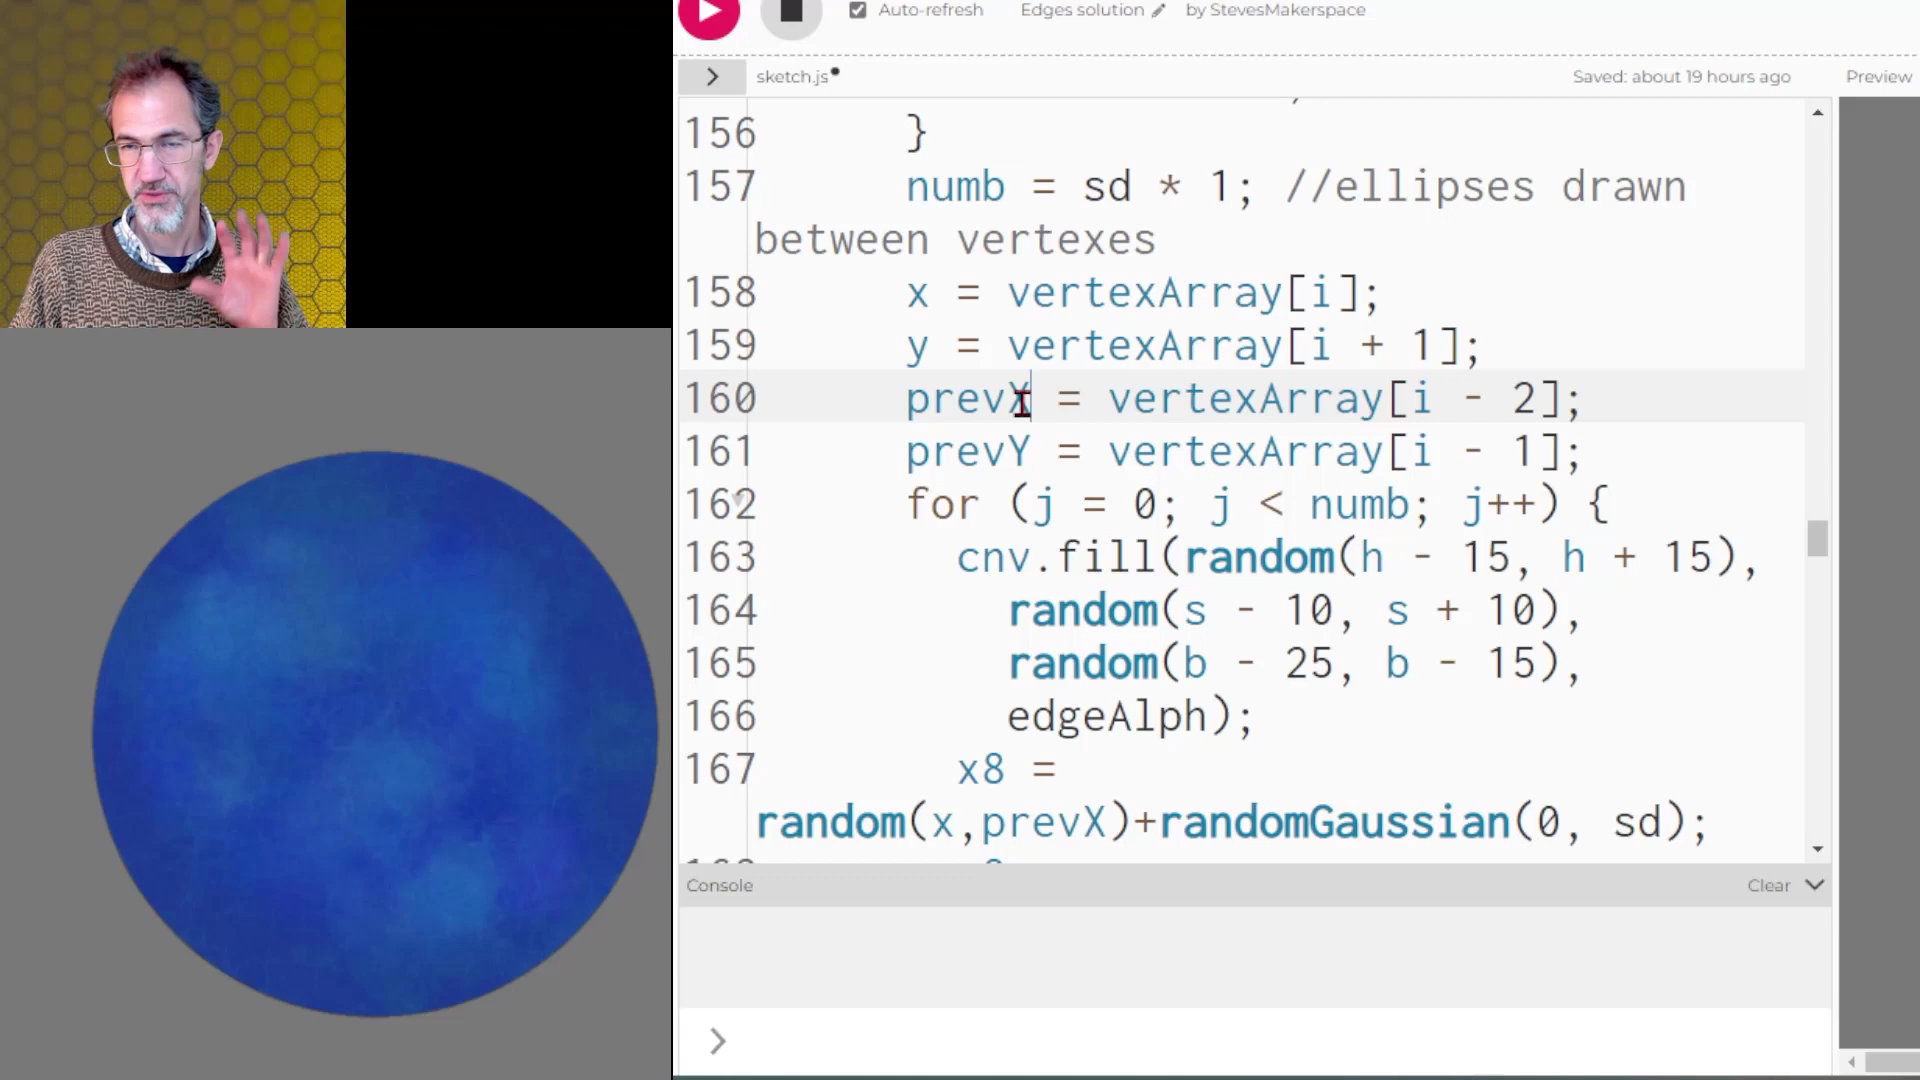 Auto-refresh Edges solution by StevesMakerspace
sketch.js Saved: about 19 hours ago Preview
156 }
157 numb = sd * 1; //ellipses drawn
between vertexes
158 x = vertexArray[i];
159 y = vertexArray[i + 1];
160 prevX = vertexArray[i - 2];
161 prevY = vertexArray[i - 1];
162 for (j = 0; j < numb; j++) {
163 cnv.fill(random(h - 15, h + 15),
164 random(s - 10, s + 10),
165 random(b - 25, b - 15),
166 edgeAlph);
167 x8 =
random(x,prevX)+randomGaussian(0, sd);
Console Clear